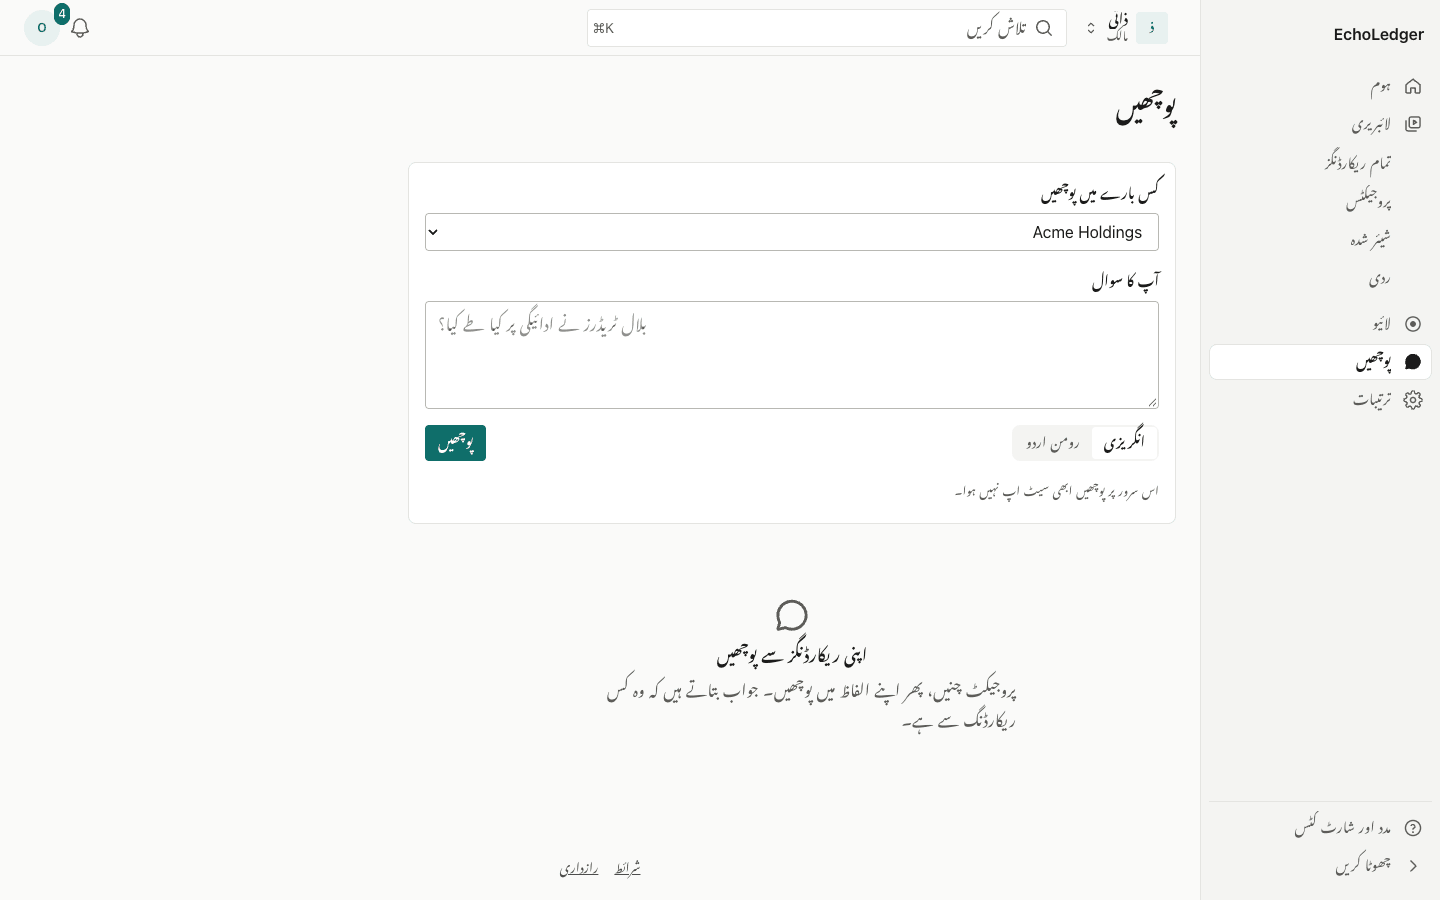 EchoLedger
ہوم
لائبریری
تمام ریکارڈنگز
پروجیکٹس
شیئر شدہ
ردی
لائیو
پوچھیں
ترتیبات
مدد اور شارٹ کٹس
چھوٹا کریں
ذ
ذاتی
مالک
تلاش کریں
⌘K
4
O
پوچھیں
کس بارے میں پوچھیں
Acme Holdings
آپ کا سوال
بلال ٹریڈرز نے ادائیگی پر کیا طے کیا؟
انگریزی
رومن اردو
پوچھیں
اس سرور پر پوچھیں ابھی سیٹ اپ نہیں ہوا۔
اپنی ریکارڈنگز سے پوچھیں
پروجیکٹ چنیں، پھر اپنے الفاظ میں پوچھیں۔ جواب بتاتے ہیں کہ وہ کس
ریکارڈنگ سے ہے۔
شرائط
رازداری